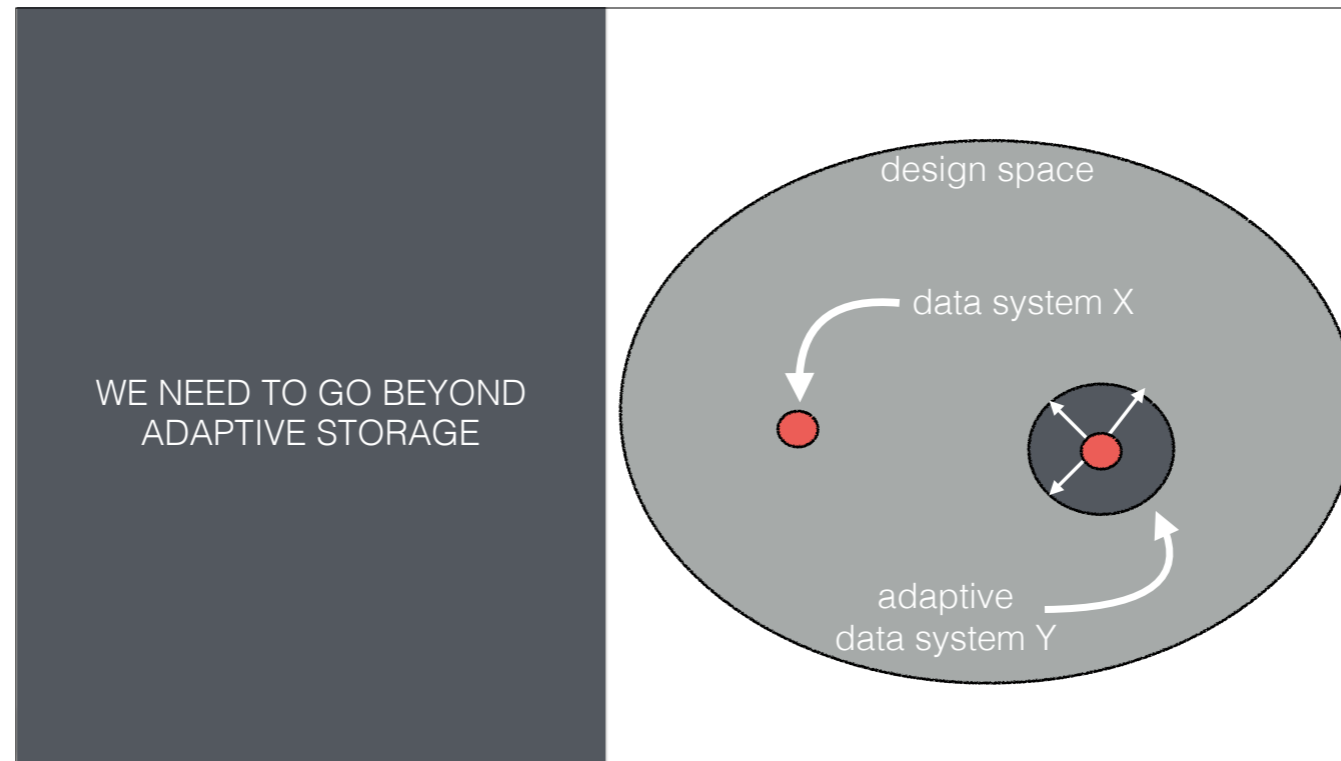 WE NEED TO GO BEYOND
ADAPTIVE STORAGE
design space
data system X
adaptive
data system Y